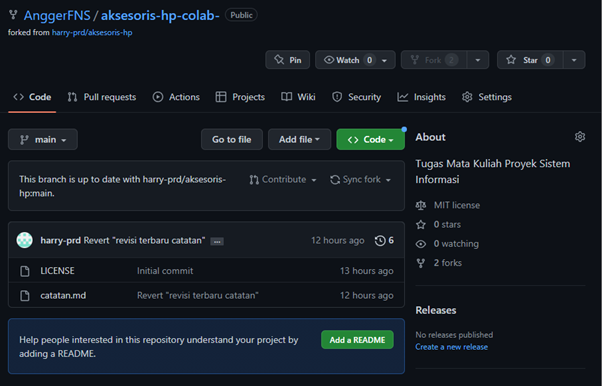 AnggerFNS / aksesoris-hp-colab- Public
forked from harry-prd/aksesoris-hp
Pin Watch 0 Fork 2 Star 0
Code Pull requests Actions Projects Wiki Security Insights Settings
main Go to file Add file Code
This branch is up to date with harry-prd/aksesoris-
hp:main.
Contribute Sync fork
harry-prd Revert "revisi terbaru catatan" ... 12 hours ago 6
LICENSE Initial commit 13 hours ago
catatan.md Revert "revisi terbaru catatan" 12 hours ago
Help people interested in this repository understand your project by
adding a README.
Add a README
About
Tugas Mata Kuliah Proyek Sistem
Informasi
MIT license
0 stars
0 watching
2 forks
Releases
No releases published
Create a new release